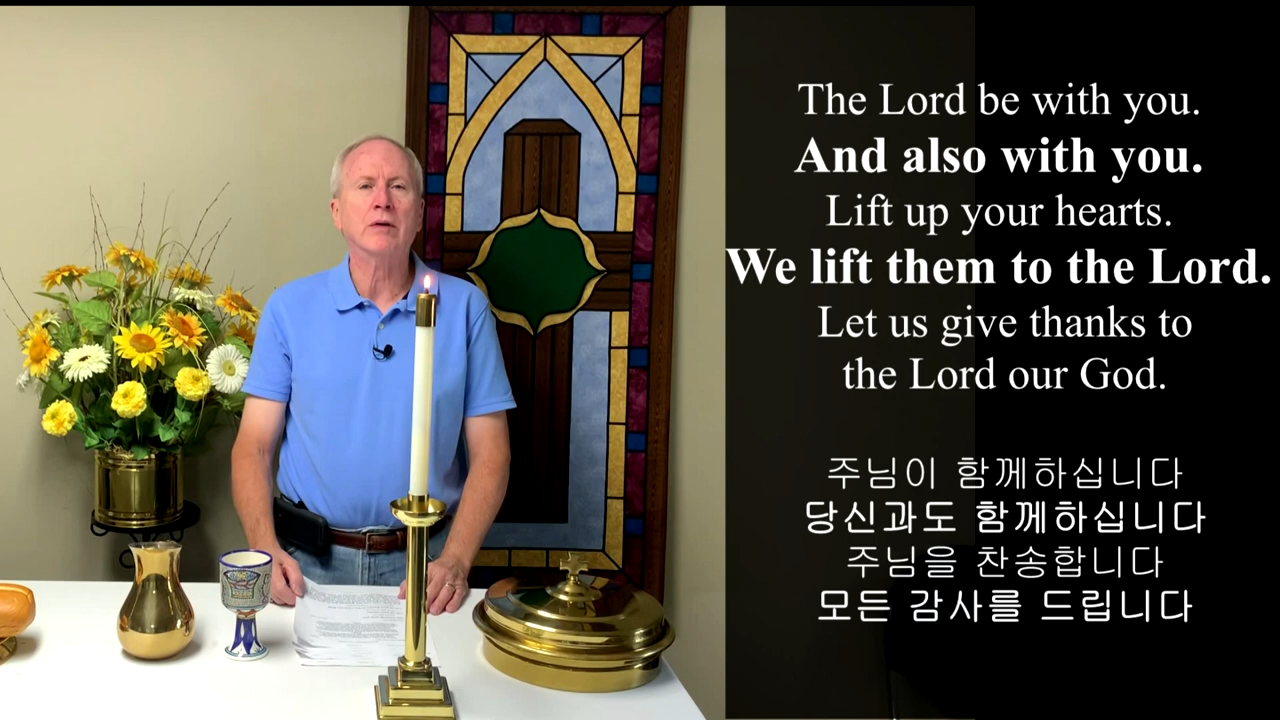 The Lord be with you.
And also with you.
Lift up your hearts.
We lift them to the Lord.
Let us give thanks to
the Lord our God.
주님이 함께하십니다
당신과도 함께하십니다
주님을 찬송합니다
모든 감사를 드립니다